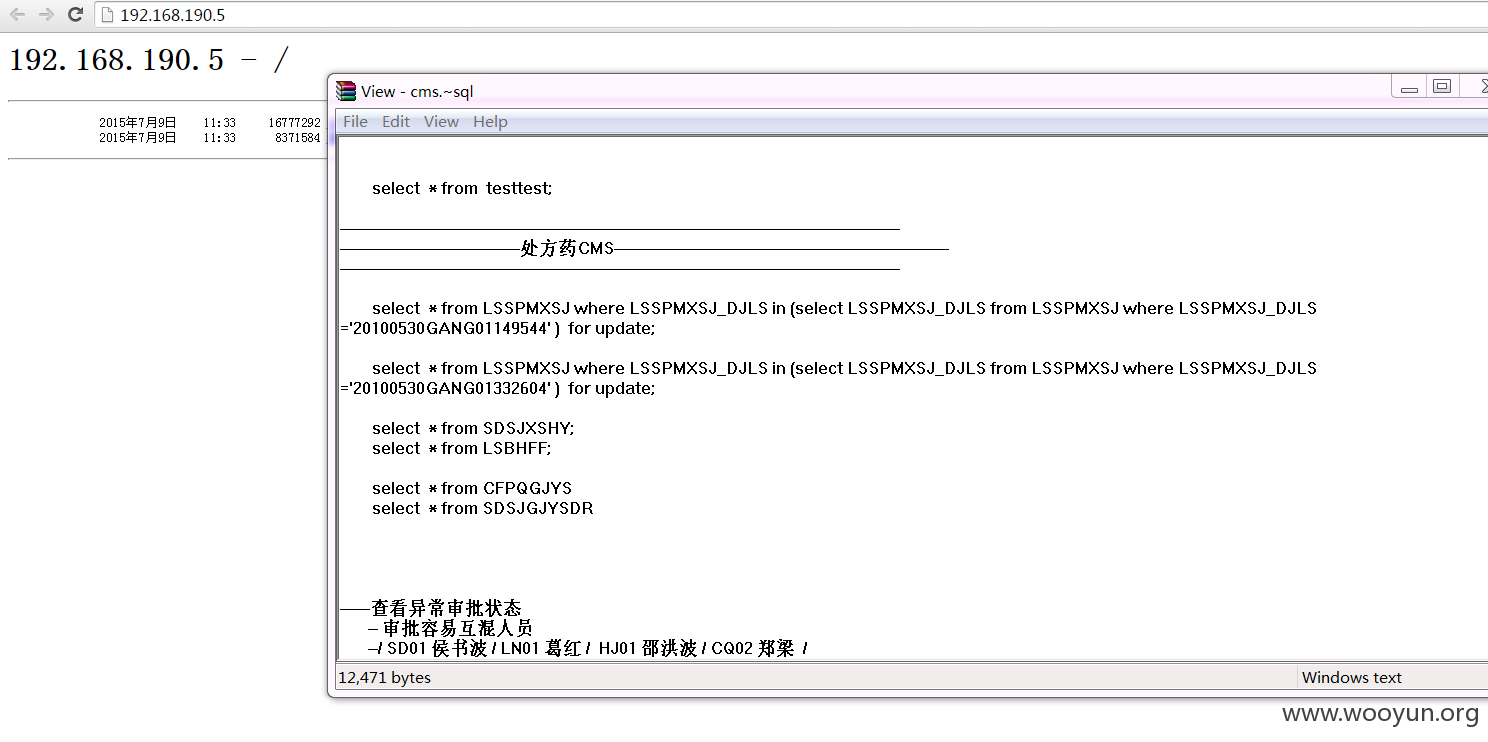 192.168.190.5
192.168.190.5 - /
2015年7月9日 11:33 16777292
2015年7月9日 11:33 8371584
View - cms.~sql
File Edit View Help
select * from testtest;
处方药CMS
select * from LSSPMXSJ where LSSPMXSJ_DJLS in (select LSSPMXSJ_DJLS from LSSPMXSJ where LSSPMXSJ_DJLS
='20100530GANG01149544' ) for update;
select * from LSSPMXSJ where LSSPMXSJ_DJLS in (select LSSPMXSJ_DJLS from LSSPMXSJ where LSSPMXSJ_DJLS
='20100530GANG01332604' ) for update;
select * from SDSJXSHY;
select * from LSBHFF;
select * from CFPQGJYS
select * from SDSJGJYSDR
---查看异常审批状态
-审批容易互混人员
-/ SD01 侯书波 / LN01 葛红 / HJ01 邵洪波 / CQ02 郑梁 /
12,471 bytes
Windows text
www.wooyun.org